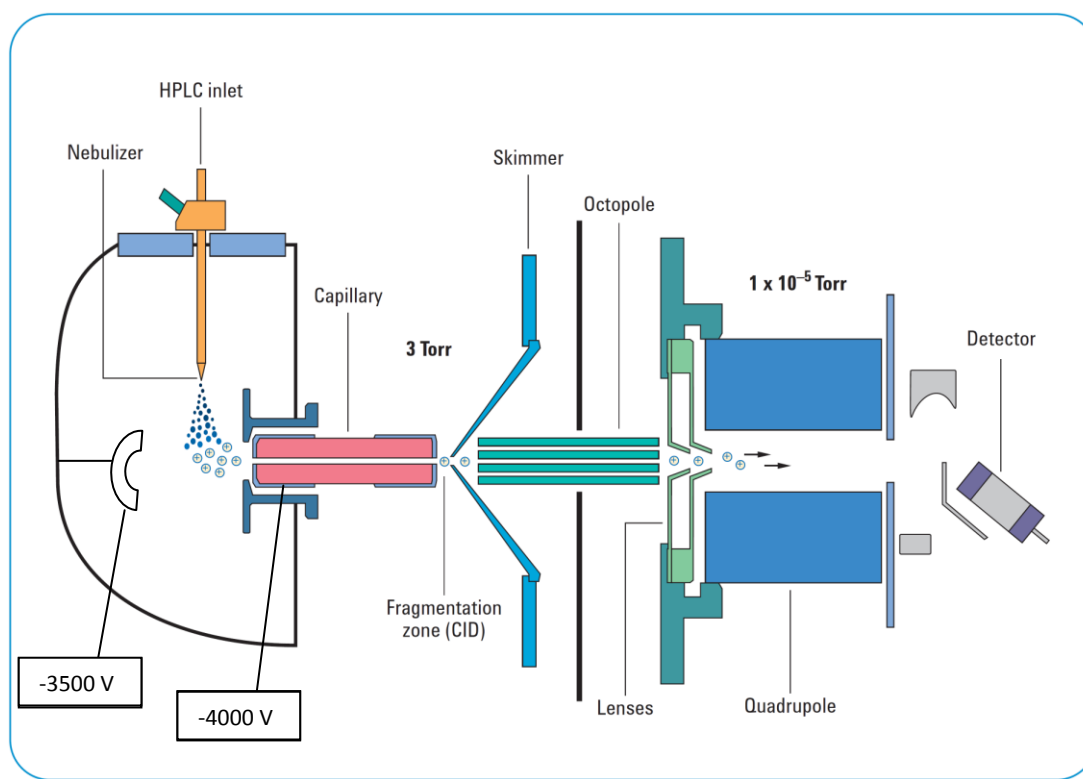 HPLC inlet
Nebulizer
Skimmer
Octopole
1 x 10⁻⁵ Torr
Capillary
3 Torr
Detector
Fragmentation
zone (CID)
-3500 V
-4000 V
Lenses
Quadrupole